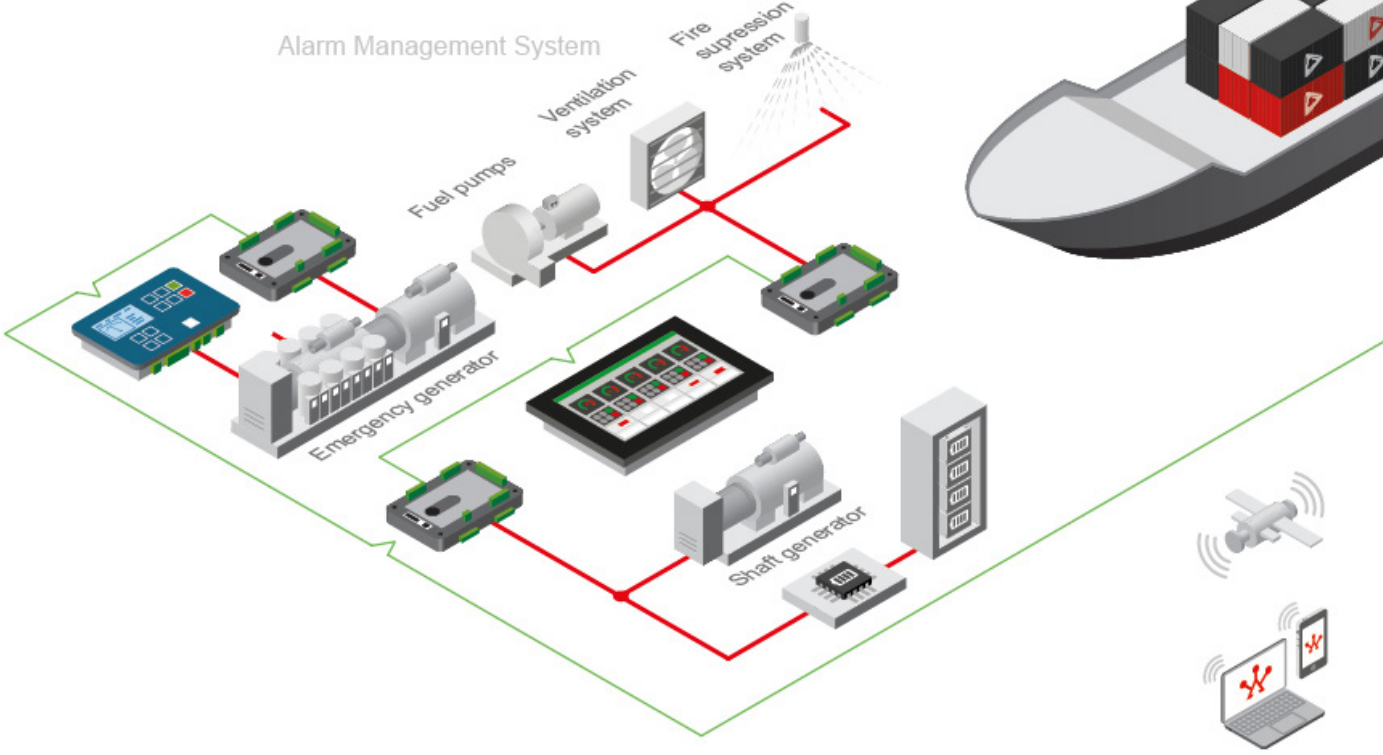 Alarm Management System
Fire
supression
system
Ventilation
system
Fuel pumps
Emergency generator
Shaft generator